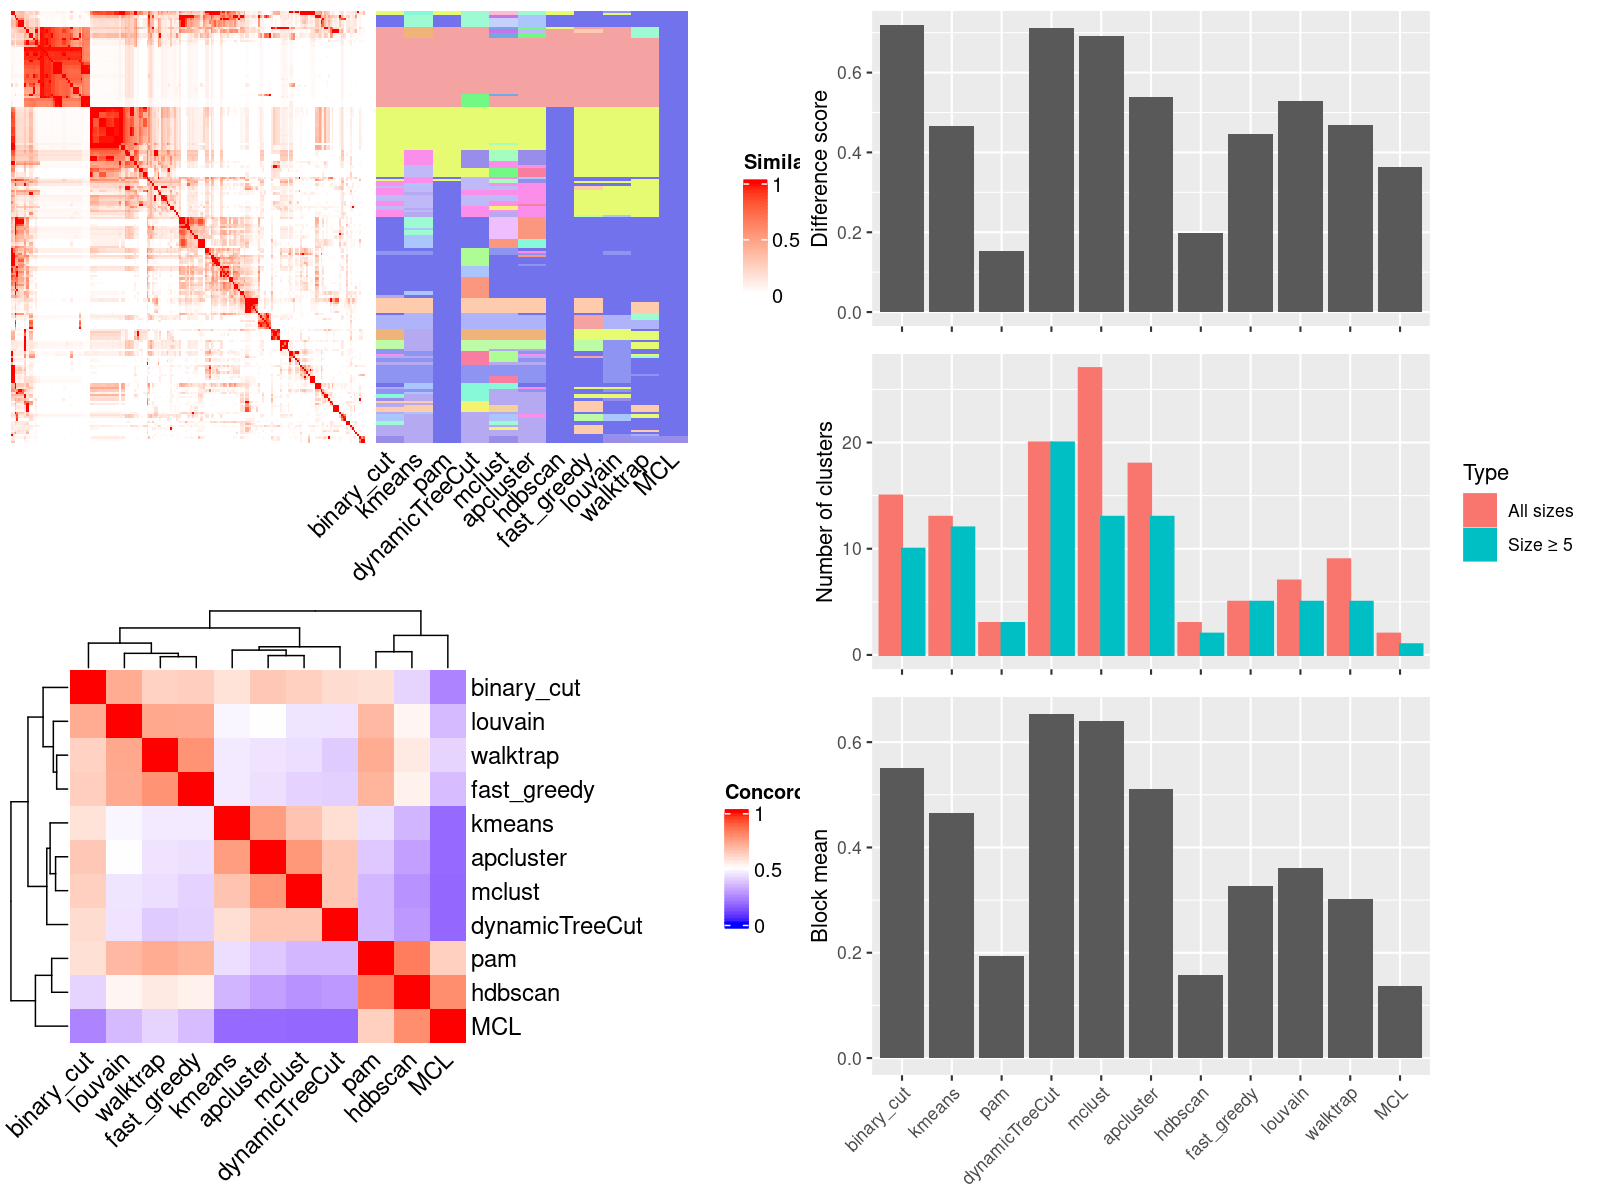 Simila
1
0.5
0
binary_cut
kmeans
pam
dynamicTreeCut
mclust
apcluster
hdbscan
fast_greedy
louvain
walktrap
MCL
binary_cut
louvain
walktrap
fast_greedy
kmeans
apcluster
mclust
dynamicTreeCut
pam
hdbscan
MCL
binary_cut
louvain
walktrap
fast_greedy
kmeans
apcluster
mclust
dynamicTreeCut
pam
hdbscan
MCL
Concord
1
0.5
0
Difference score
0.6
0.4
0.2
0.0
Number of clusters
20
10
0
Type
All sizes
Size ≥ 5
Block mean
0.6
0.4
0.2
0.0
binary_cut
kmeans
pam
dynamicTreeCut
mclust
apcluster
hdbscan
fast_greedy
louvain
walktrap
MCL